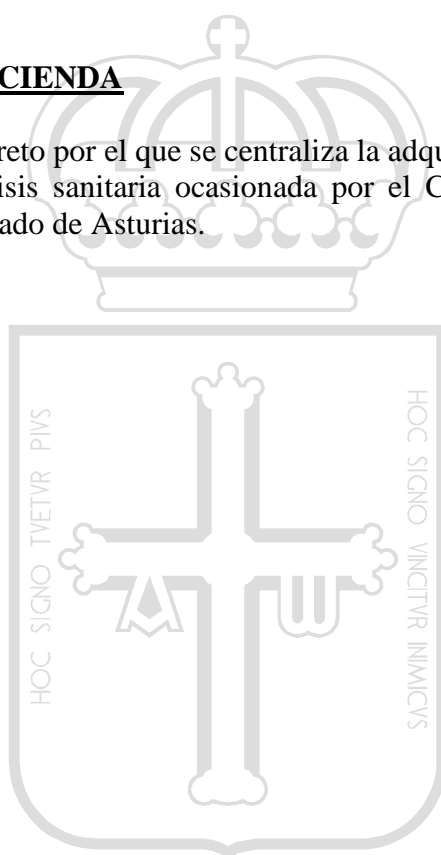 CIENDA
reto por el que se centraliza la adqu
isis sanitaria ocasionada por el C
ado de Asturias.
HOC SIGNO TVETVR PIVS
HOC SIGNO VINCITVR INIMICVS